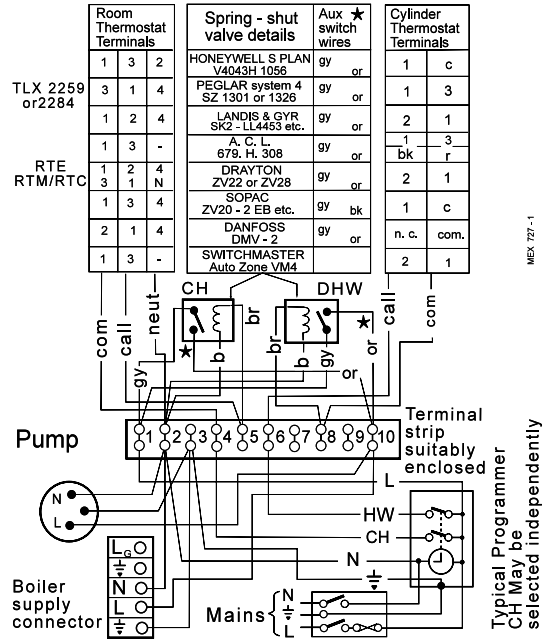 Room
Thermostat
Terminals
Spring - shut
valve details
Aux ★
switch
wires
Cylinder
Thermostat
Terminals
1 3 2
HONEYWELL S PLAN
V4043H 1056
gy
or
1 c
TLX 2259
or2284
3 1 4
PEGLAR system 4
SZ 1301 or 1326
gy
or
1 3
1 2 4
LANDIS & GYR
SK2 - LL4453 etc.
gy
or
2 1
1 3 -
A. C. L.
679. H. 308
gy
or
1 3
bk r
RTE
RTM/RTC
1 2 4
3 1 N
DRAYTON
ZV22 or ZV28
gy
or
2 1
1 3 4
SOPAC
ZV20 - 2 EB etc.
gy
bk
1 c
2 1 4
DANFOSS
DMV - 2
gy
or
n. c. com.
1 3 -
SWITCHMASTER
Auto Zone VM4
2 1
MEX 727 - 1
CH
DHW
com
call
neut
gy
★
b
br
br
b
gy
★
or
or
call
com
1 2 3 4 5 6 7 8 9 10
Terminal
strip
suitably
enclosed
Pump
N
L
L
HW
CH
N
Typical Programmer
CH May be
selected independently
Boiler
supply
connector
LG
N
L
Mains
N
L